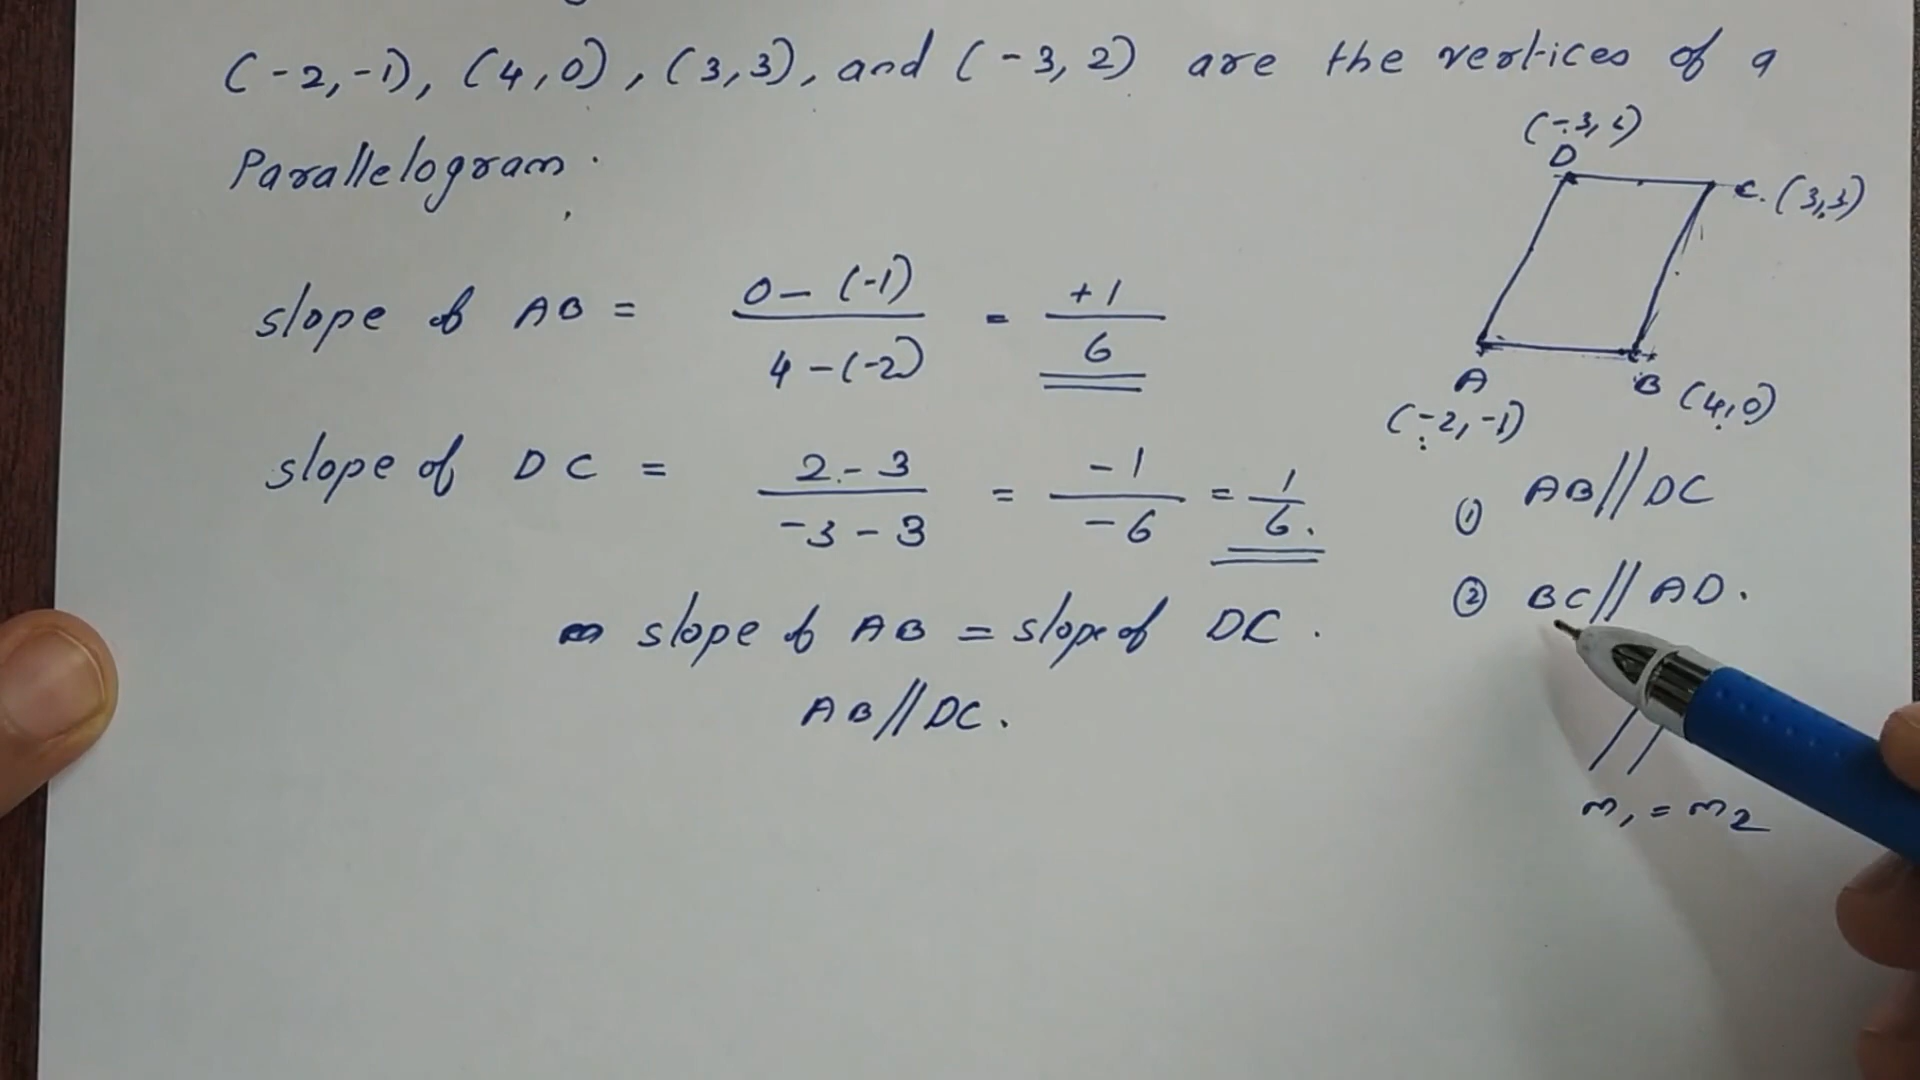 (-2,-1), (4,0), (3,3), and (-3,2) are the vertices of a
Parallelogram.
(-3,2)
D
C. (3,3)
A
B (4,0)
(-2,-1)
slope of AB = 0-(-1) / 4-(-2) = +1 / 6
slope of DC = 2-3 / -3-3 = -1 / -6 = 1 / 6.
① AB//DC
② BC//AD.
slope of AB = slope of DC.
AB//DC.
m₁ = m₂